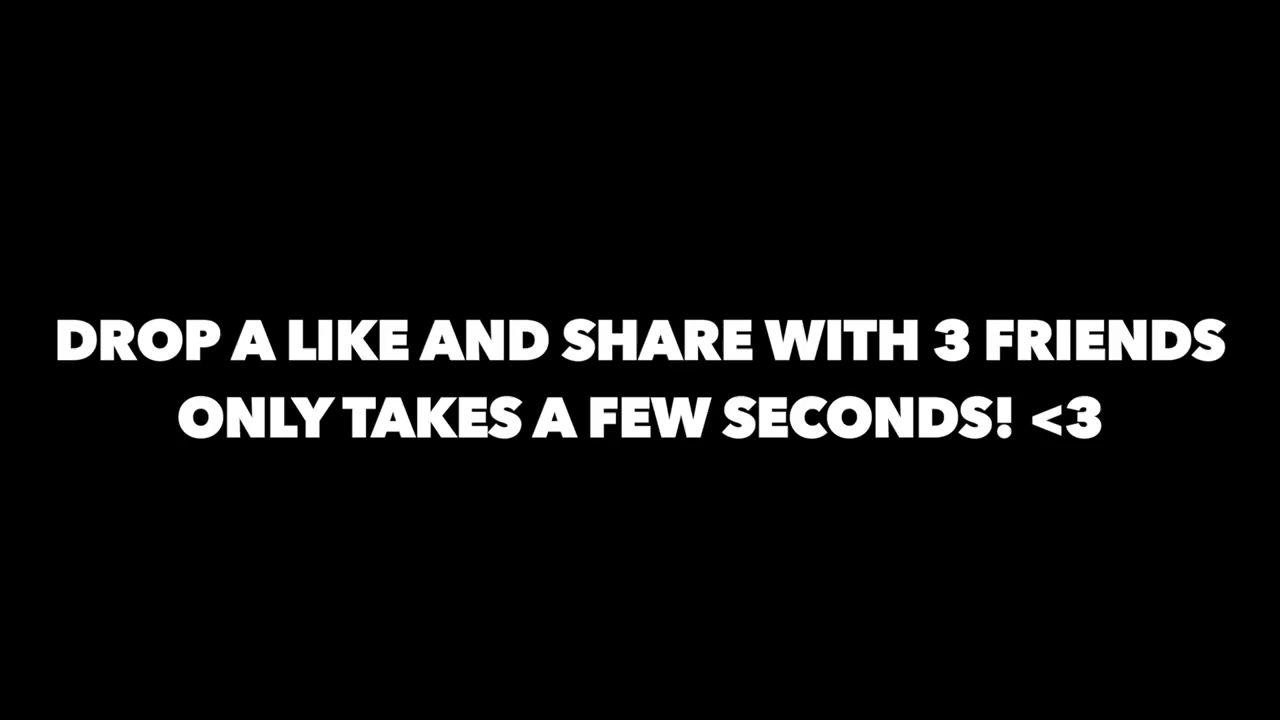 DROP A LIKE AND SHARE WITH 3 FRIENDS
ONLY TAKES A FEW SECONDS! <3